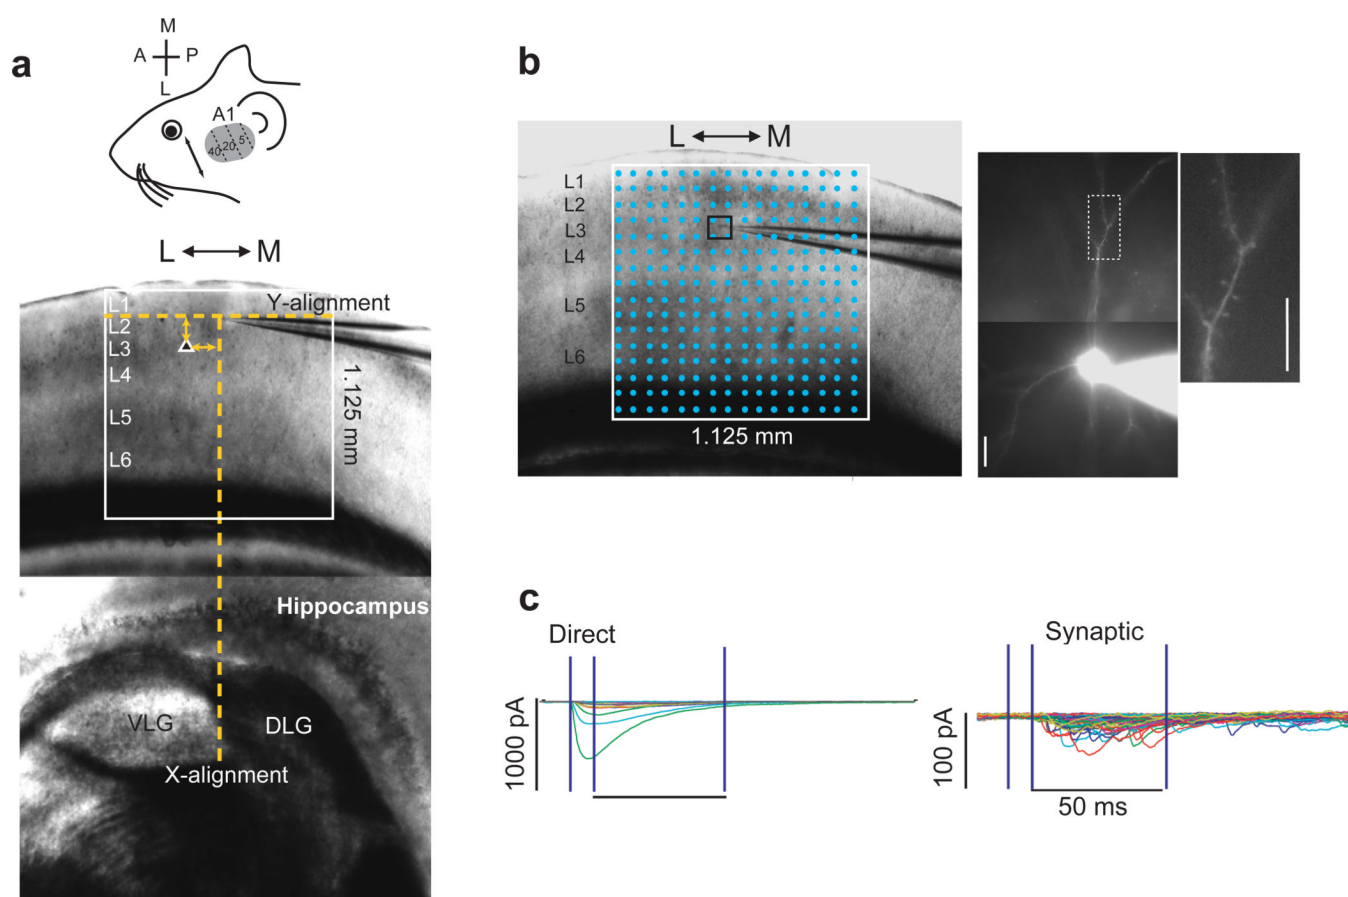 a
M
A
P
L
A1
40
20
5
L
M
L1
Y-alignment
L2
L3
L4
L5
L6
1.125 mm
Hippocampus
VLG
DLG
X-alignment
b
L
M
L1
L2
L3
L4
L5
L6
1.125 mm
c
Direct
1000 pA
Synaptic
100 pA
50 ms